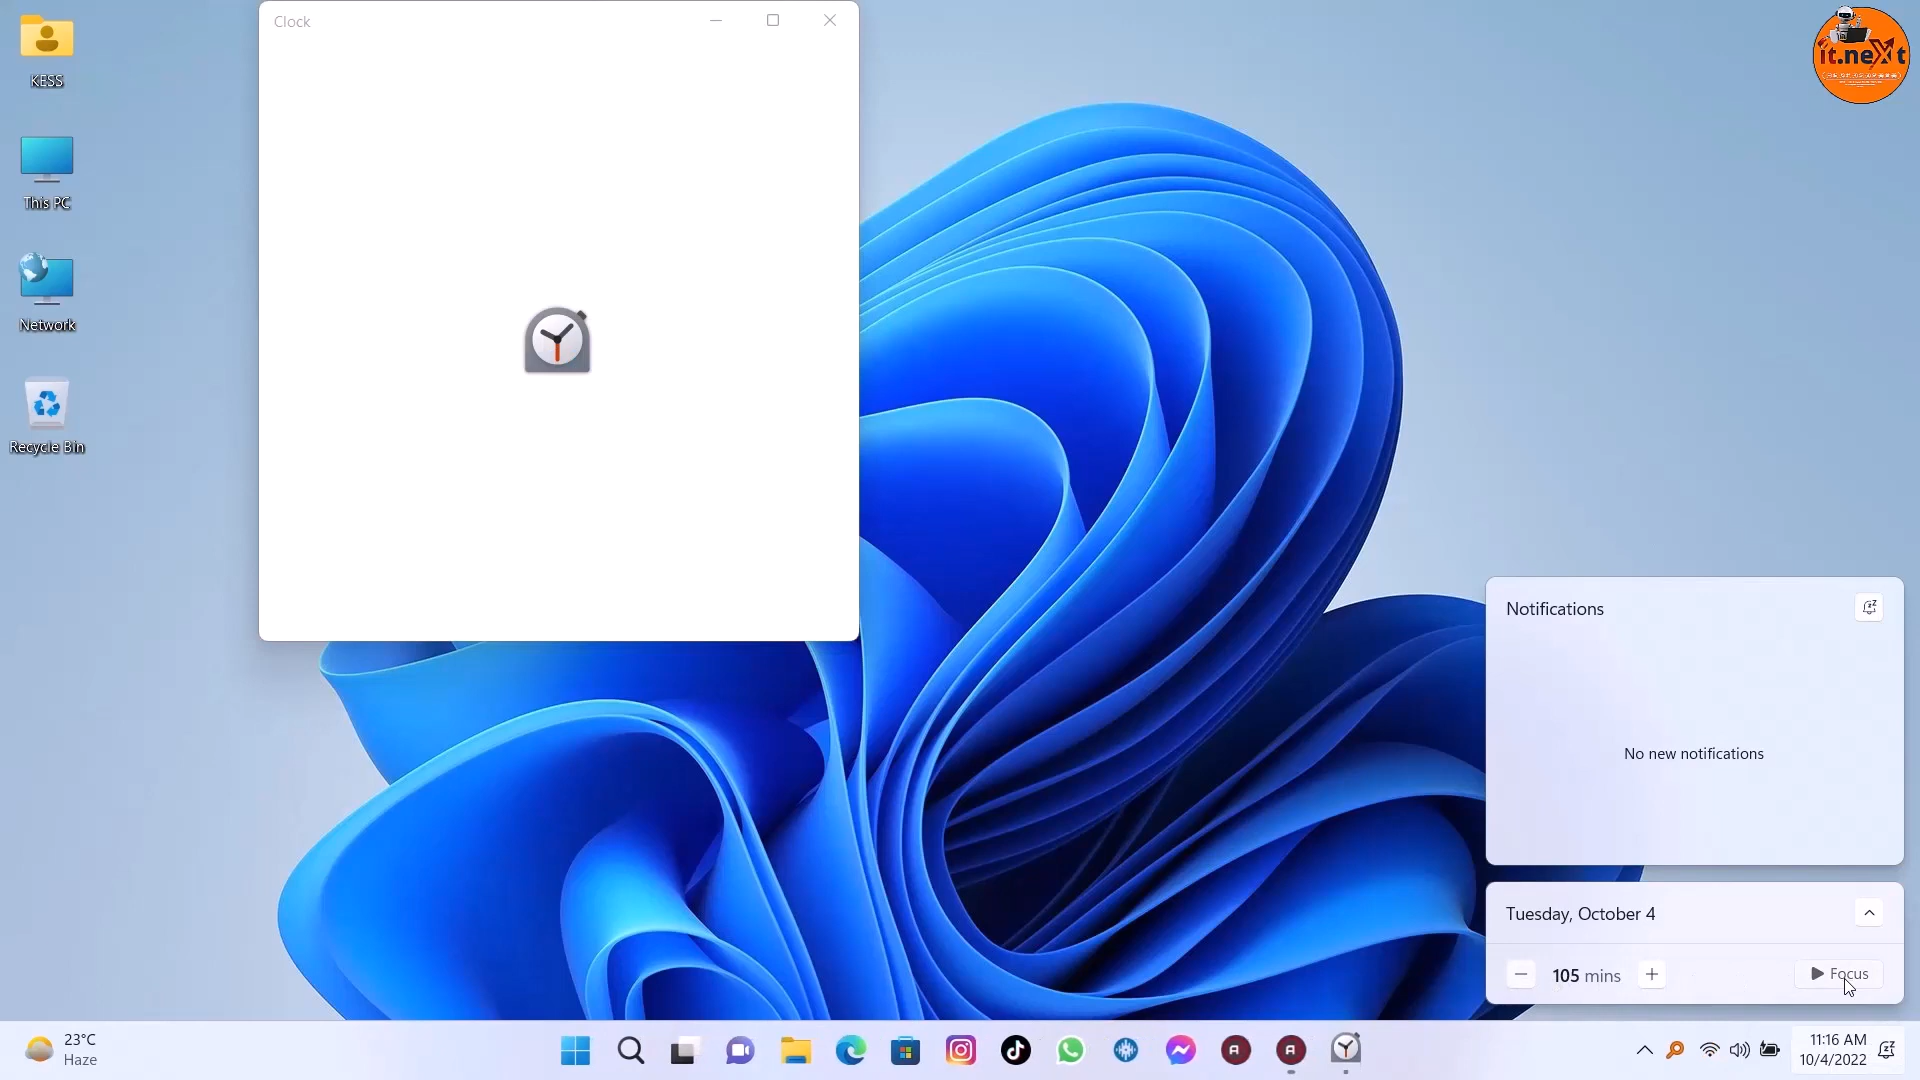 Clock
KESS
This PC
Network
Recycle Bin
it.neXt
Notifications
No new notifications
Tuesday, October 4
105 mins
Focus
23°C
Haze
11:16 AM
10/4/2022